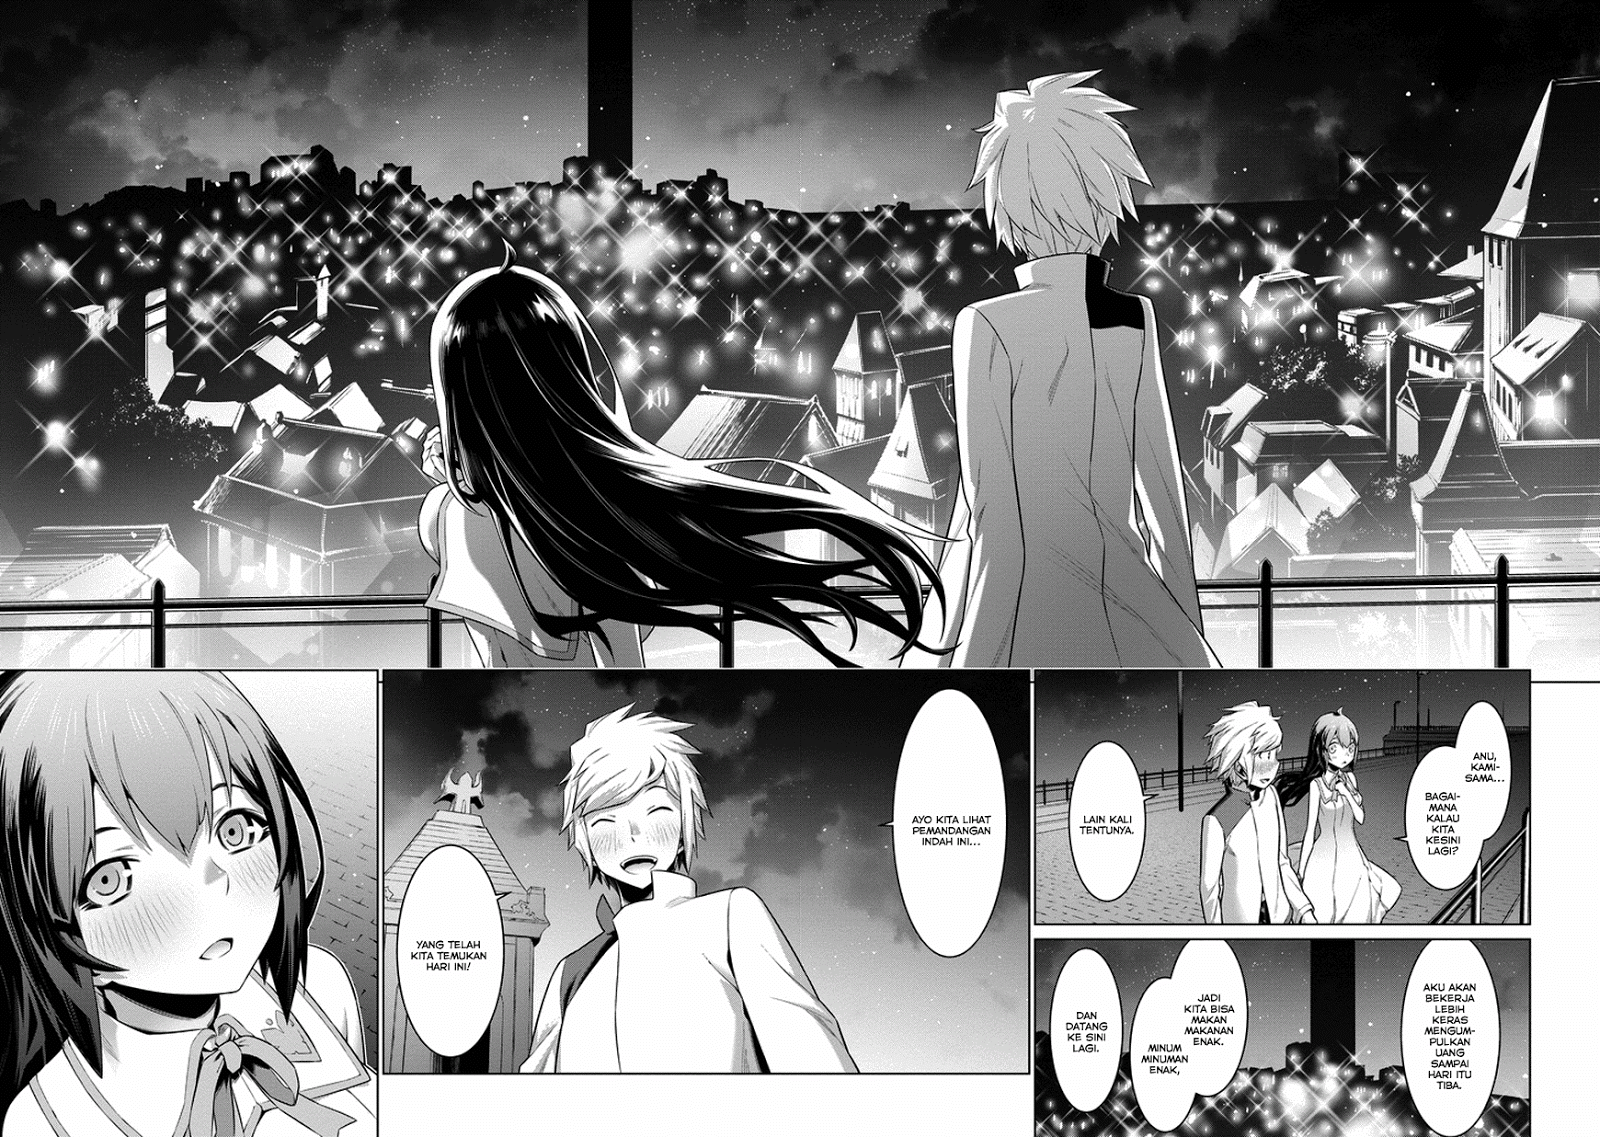 ANU,
KAMI-
SAMA...
BAGAI-
MANA
KALAU
KITA
KESINI
LAGI?
LAIN KALI
TENTUNYA.
AKU AKAN
BEKERJA
LEBIH
KERAS
MENGUM-
PULKAN
UANG
SAMPAI
HARI ITU
TIBA.
JADI
KITA BISA
MAKAN
MAKANAN
ENAK.
MINUM
MINUMAN
ENAK,
DAN
DATANG
KE SINI
LAGI.
AYO KITA LIHAT
PEMANDANGAN
INDAH INI...
YANG TELAH
KITA TEMUKAN
HARI INI!